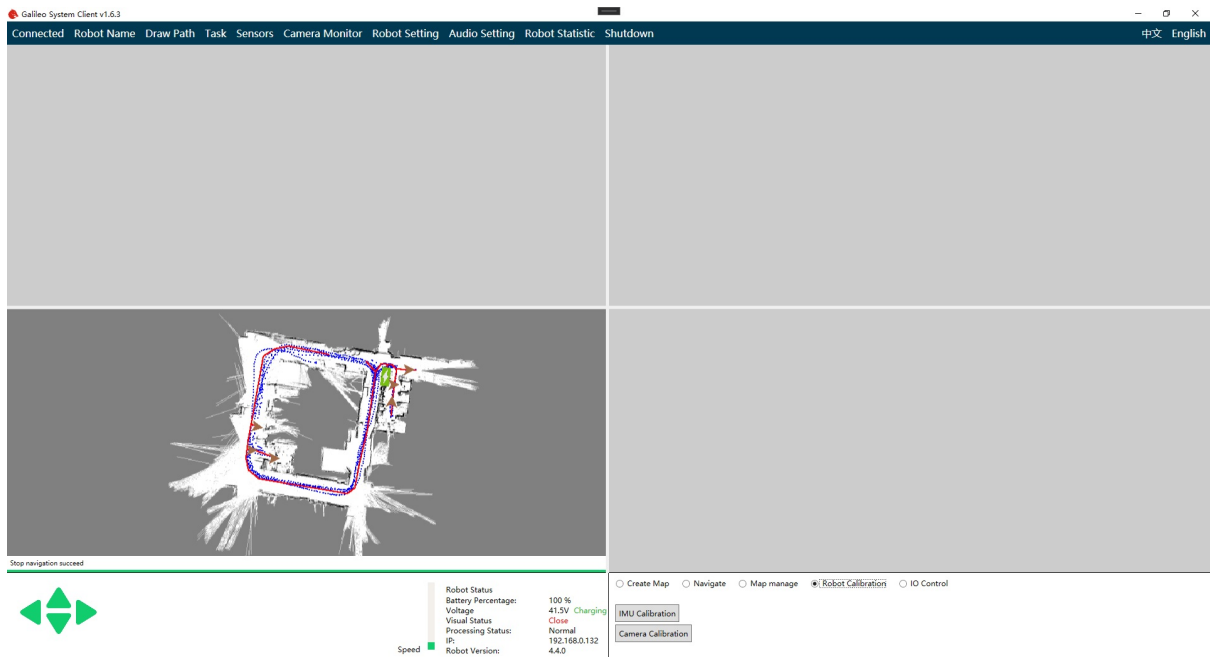 Galileo System Client v1.6.3
Connected Robot Name Draw Path Task Sensors Camera Monitor Robot Setting Audio Setting Robot Statistic Shutdown 中文 English
Stop navigation succeed
Speed
Robot Status
Battery Percentage: 100 %
Voltage 41.5V Charging
Visual Status Close
Processing Status: Normal
IP: 192.168.0.132
Robot Version: 4.4.0
Create Map Navigate Map manage Robot Calibration IO Control
IMU Calibration
Camera Calibration